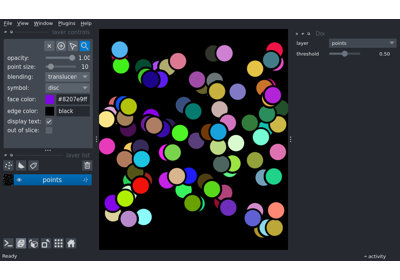 File View Window Plugins Help
layer controls
opacity: 1.00
point size: 10
blending: translucen
symbol: disc
face color: #8207e9ff
edge color: black
display text:
out of slice:
layer list
points
Ready
layer points
threshold 0.50
activity